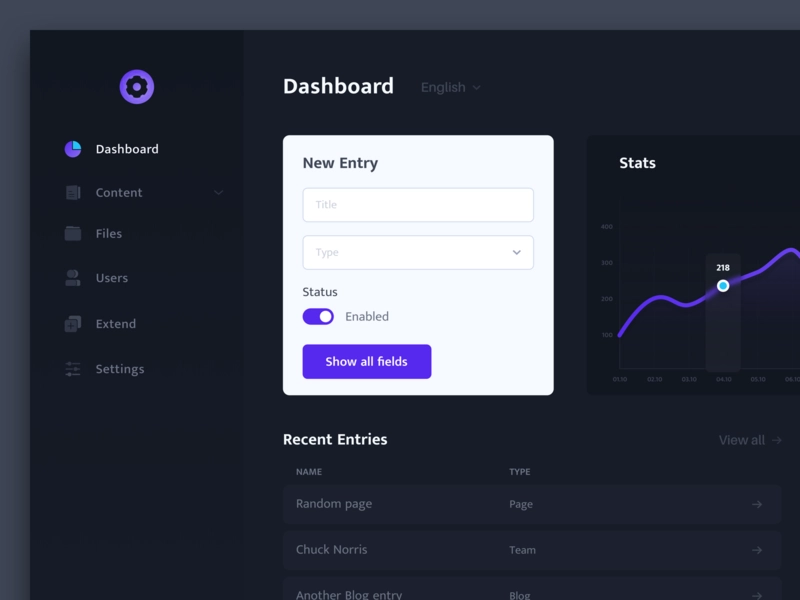 Dashboard
English
Dashboard
Content
Files
Users
Extend
Settings
New Entry
Title
Type
Status
Enabled
Show all fields
Stats
400
300
200
100
218
01.10 02.10 03.10 04.10 05.10 06.10
Recent Entries
View all
NAME TYPE
Random page Page
Chuck Norris Team
Another Blog entry Blog